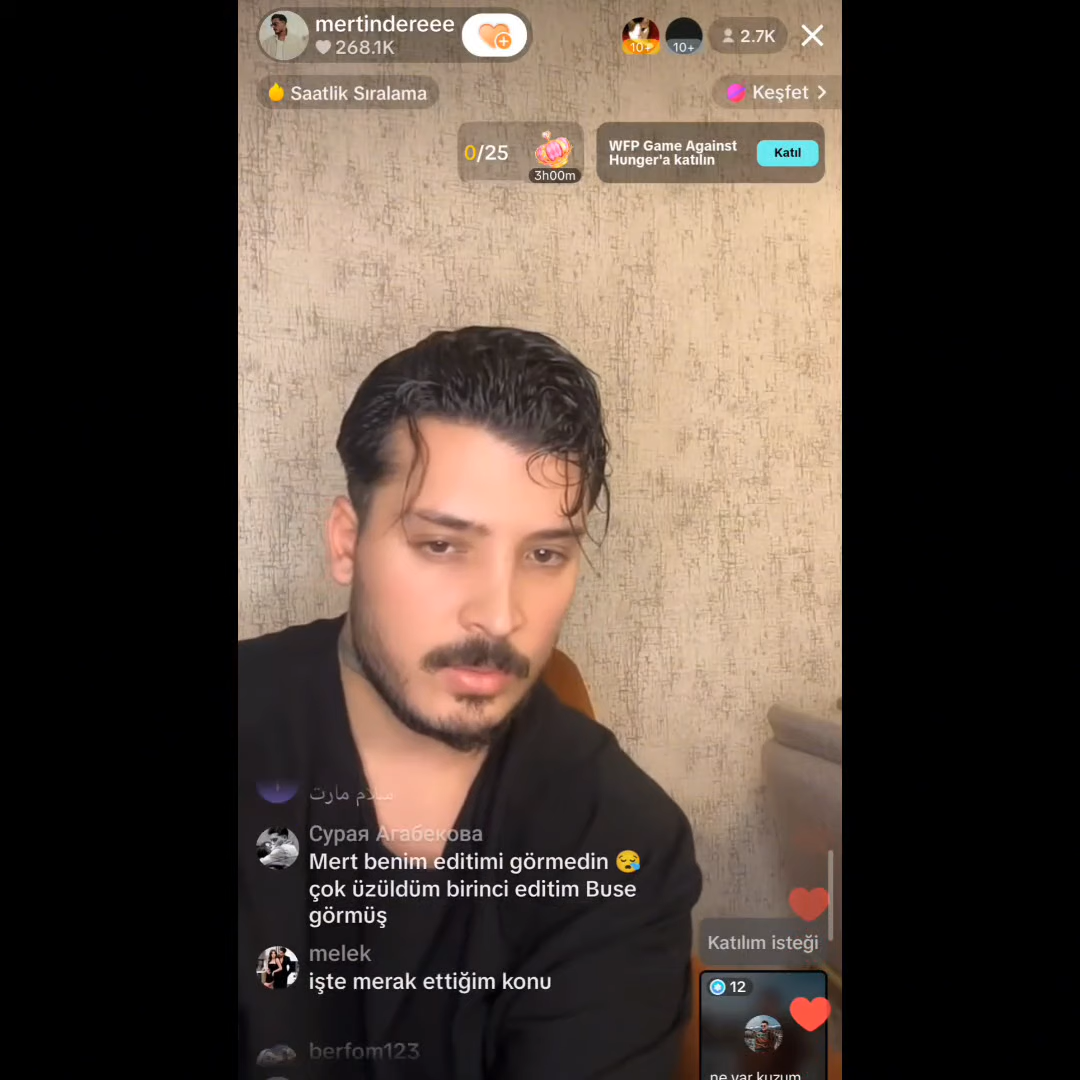 mertindereee
268.1K
10+
10+
2.7K
Saatlik Sıralama
Keşfet
0/25
3h00m
WFP Game Against
Hunger'a katılın
Katıl
سلام مارت
Сурая Агабекова
Mert benim editimi görmedin 😪
çok üzüldüm birinci editim Buse
görmüş
melek
işte merak ettiğim konu
berfom123
Katılım isteği
12
ne var kuzum